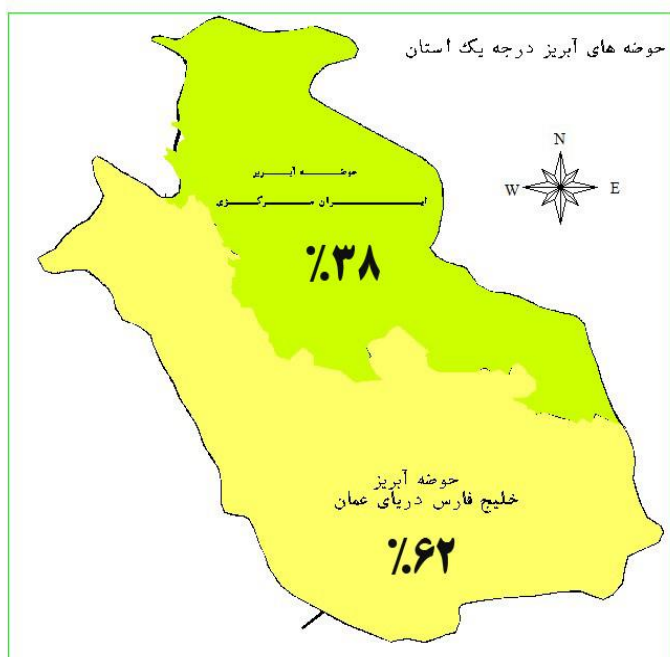 حوضه های آبریز درجه یک استان
N
W E
S
حوضه آبریز
ایران مرکزی
%۳۸
حوضه آبریز
خلیج فارس دریای عمان
%۶۲